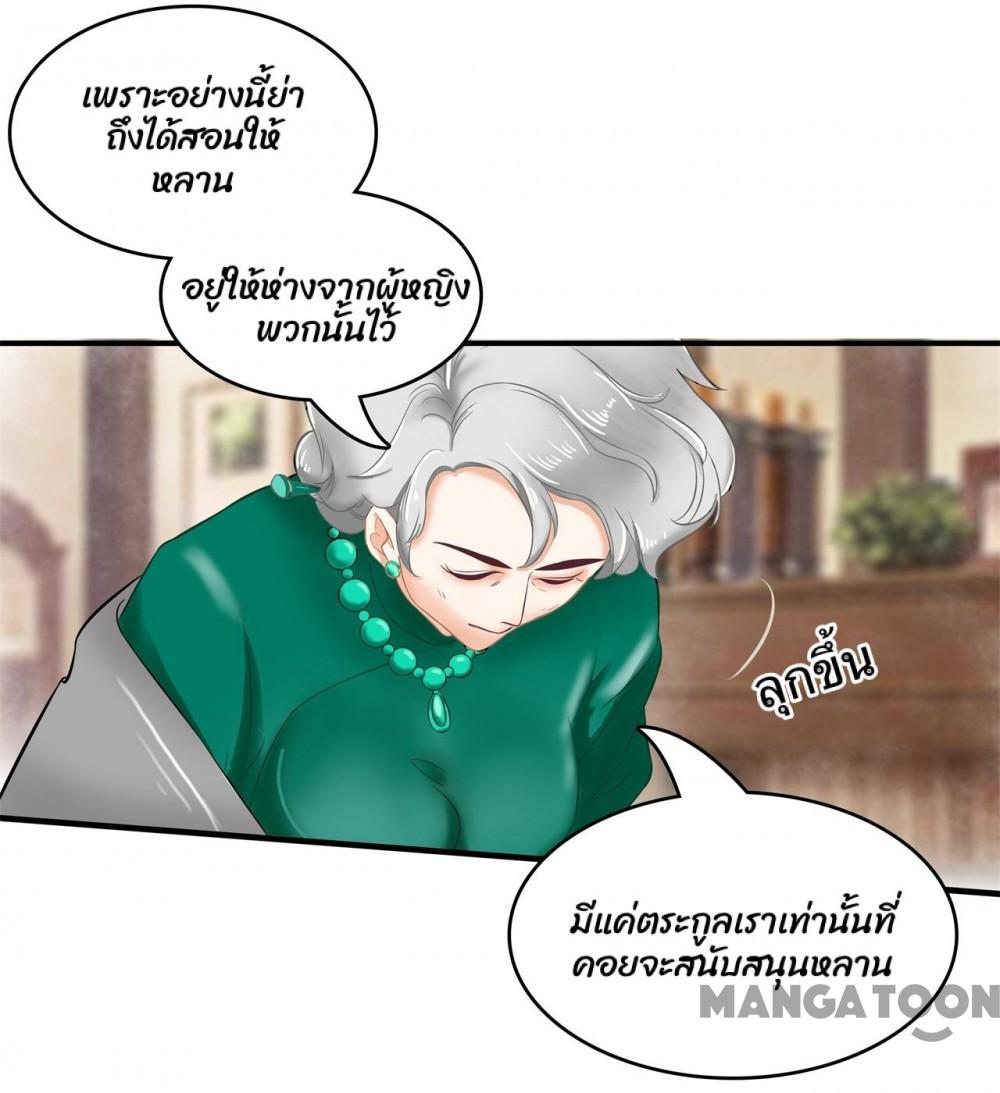 เพราะอย่างนี้ย่า
ถึงได้สอนให้
หลาน
อยู่ให้ห่างจากผู้หญิง
พวกนั้นไว้
ลุกขึ้น
มีแค่ตระกูลเราเท่านั้นที่
คอยจะสนับสนุนหลาน
MANGATOON